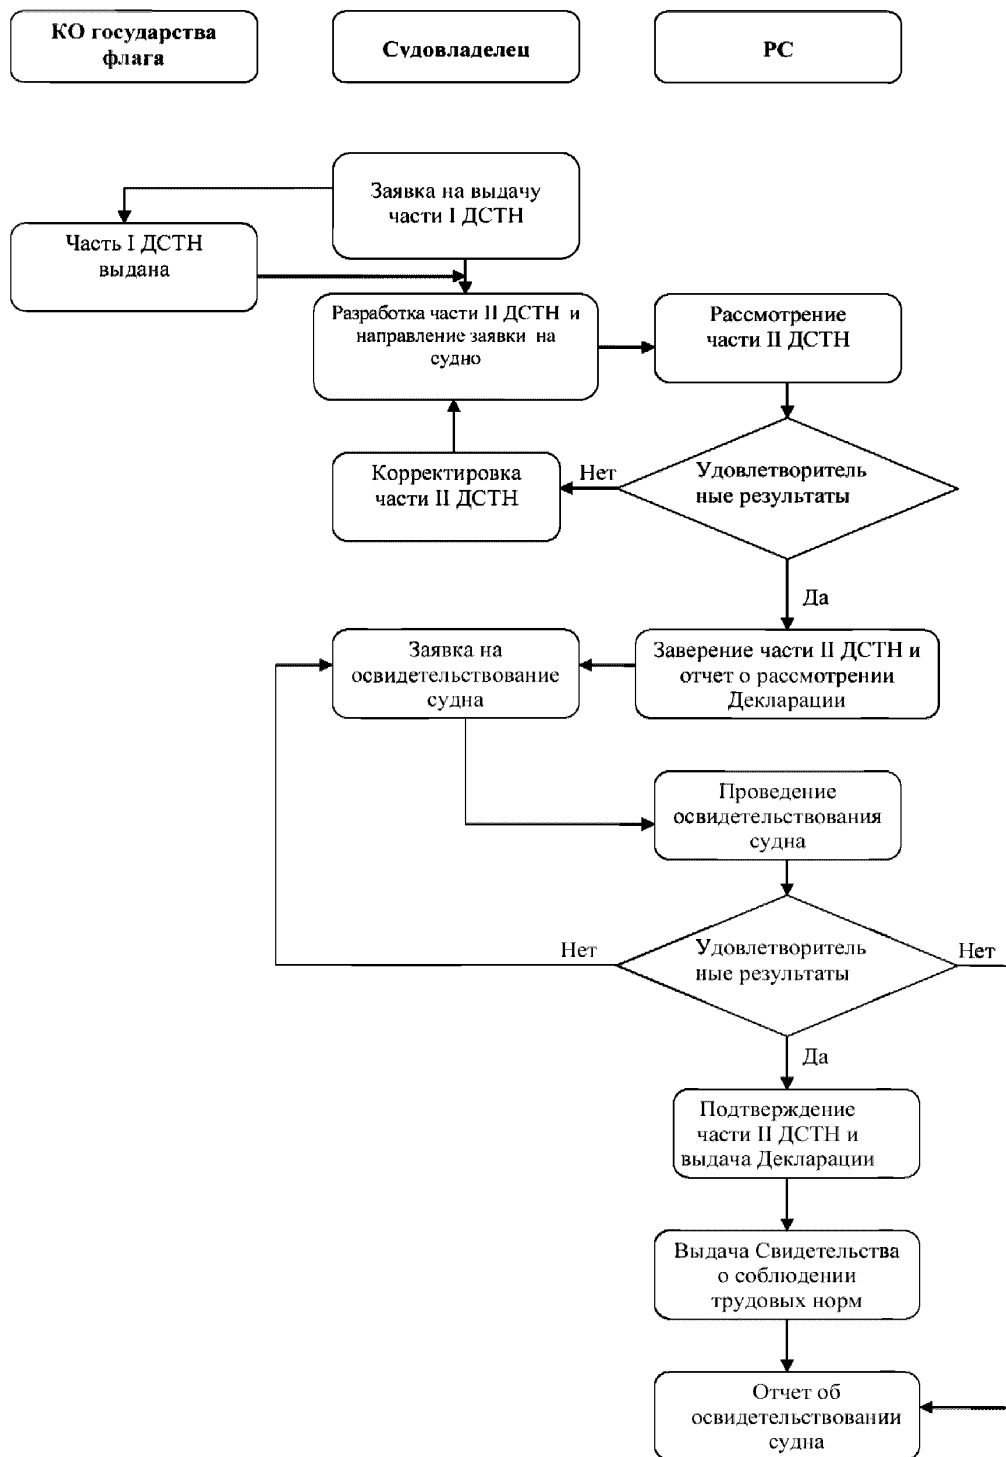 КО государства
флага
Судовладелец
РС
Заявка на выдачу
части I ДСТН
Часть I ДСТН
выдана
Разработка части II ДСТН и
направление заявки на
судно
Рассмотрение
части II ДСТН
Корректировка
части II ДСТН
Нет
Удовлетворитель
ные результаты
Да
Заявка на
освидетельствование
судна
Заверение части II ДСТН и
отчет о рассмотрении
Декларации
Проведение
освидетельствования
судна
Нет
Удовлетворитель
ные результаты
Нет
Да
Подтверждение
части II ДСТН и
выдача Декларации
Выдача Свидетельства
о соблюдении
трудовых норм
Отчет об
освидетельствовании
судна